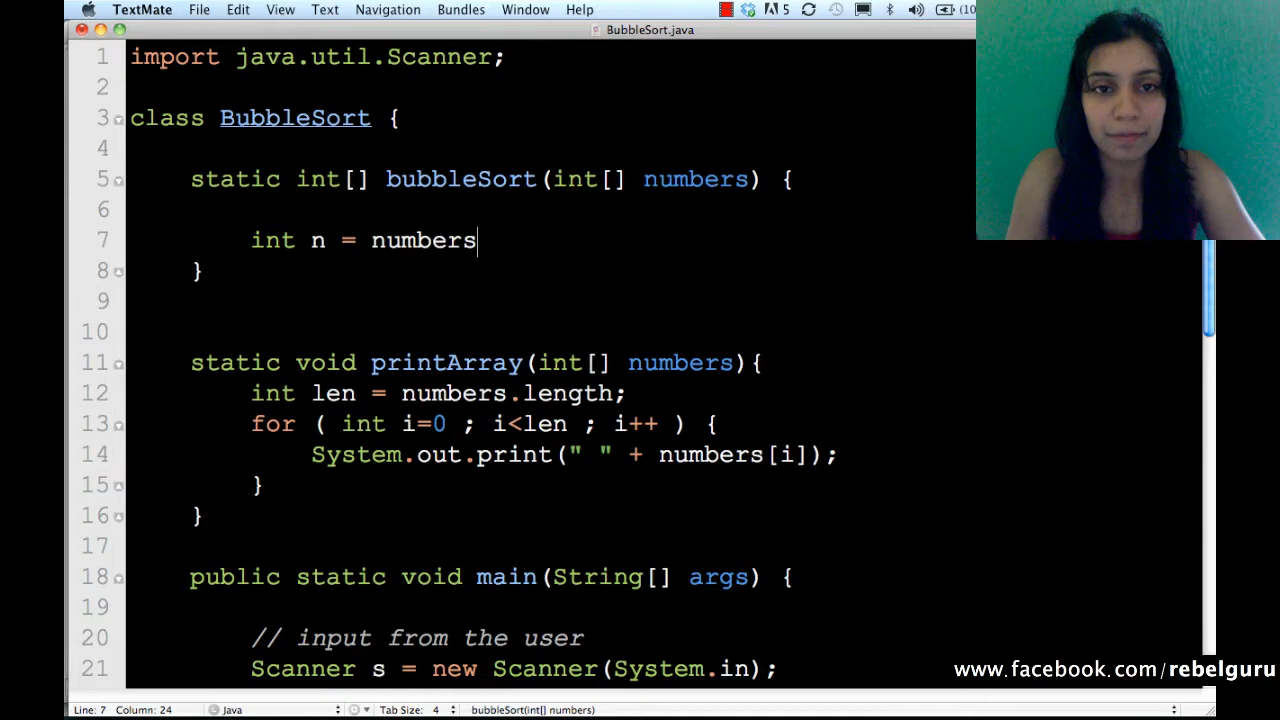 TextMate File Edit View Text Navigation Bundles Window Help 5 (10
BubbleSort.java
1 import java.util.Scanner;
2
3 class BubbleSort {
4
5 static int[] bubbleSort(int[] numbers) {
6
7 int n = numbers
8 }
9
10
11 static void printArray(int[] numbers){
12 int len = numbers.length;
13 for ( int i=0 ; i<len ; i++ ) {
14 System.out.print(" " + numbers[i]);
15 }
16 }
17
18 public static void main(String[] args) {
19
20 // input from the user
21 Scanner s = new Scanner(System.in);
www.facebook.com/rebelguru
Line: 7 Column: 24 Java Tab Size: 4 bubbleSort(int[] numbers)